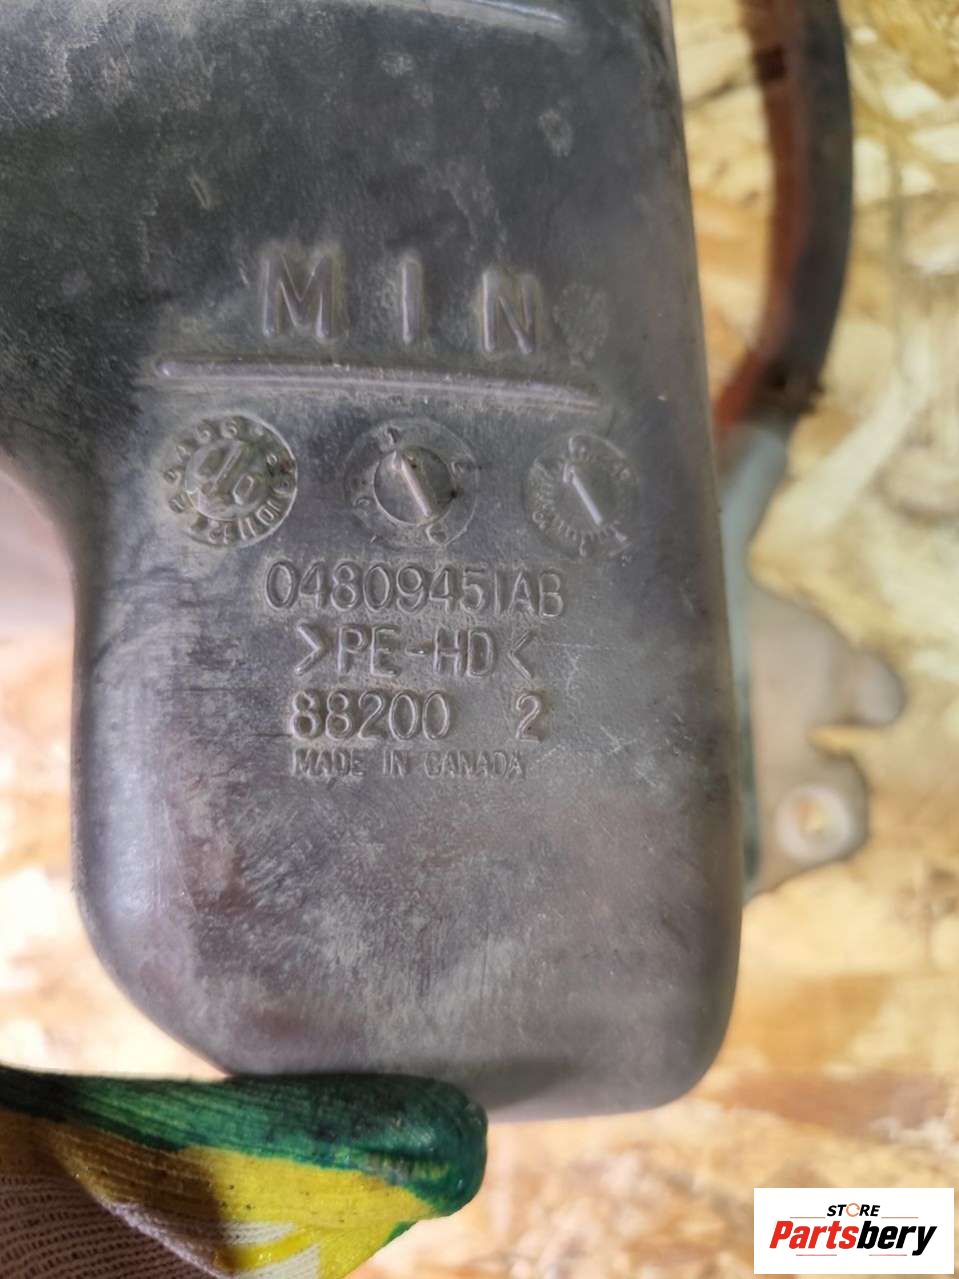 MIN
04809451AB
>PE-HD<
88200 2
MADE IN CANADA
STORE
Partsbery